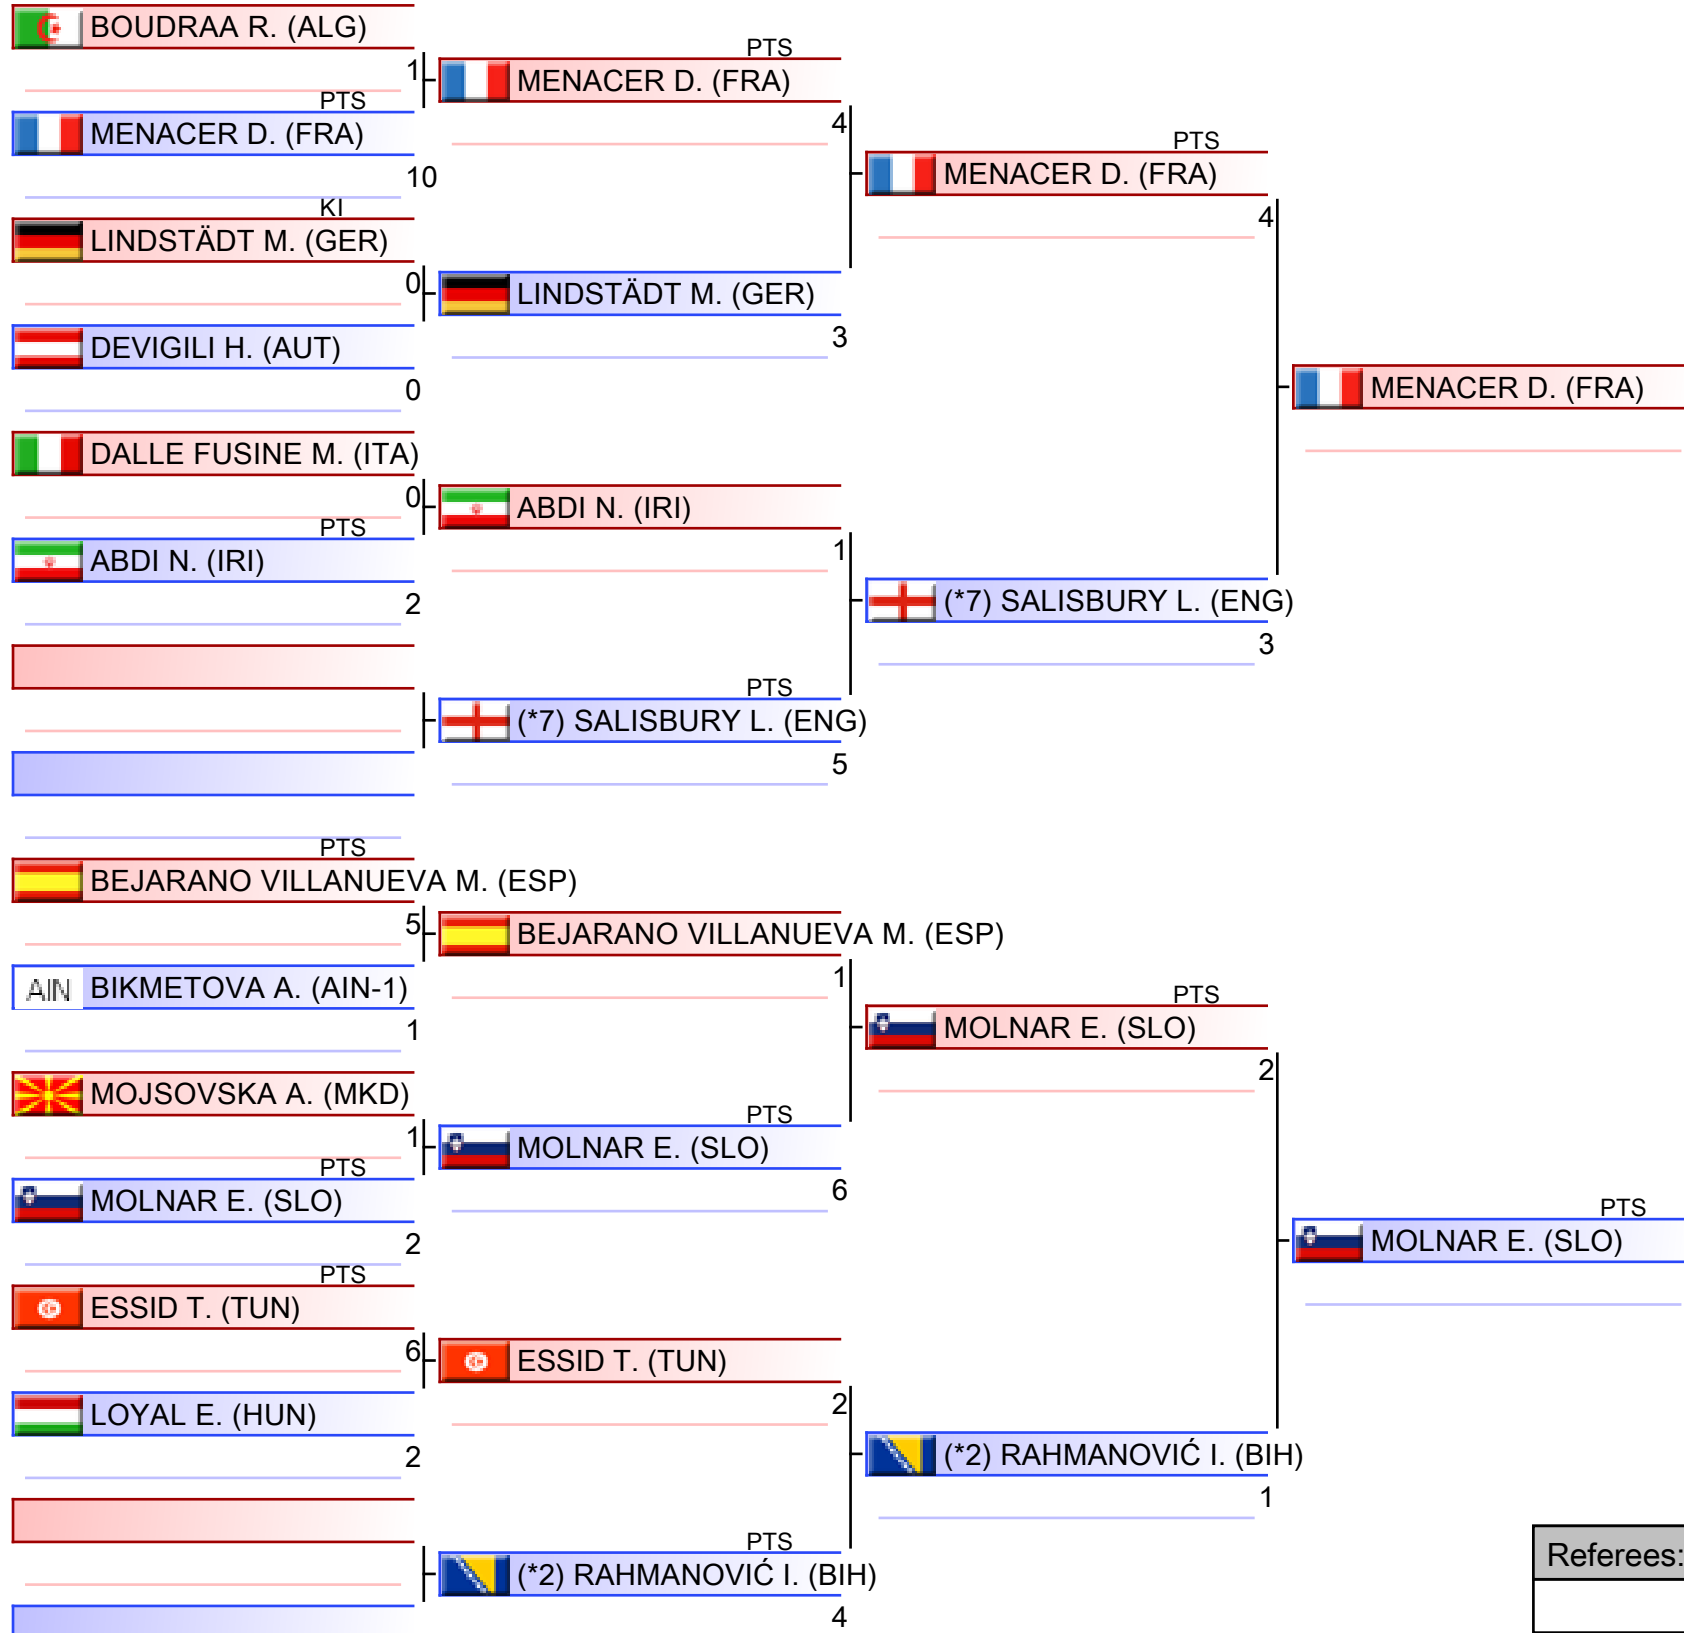 BOUDRAA R. (ALG)
1
PTS
MENACER D. (FRA)
10
KI
LINDSTÄDT M. (GER)
0
DEVIGILI H. (AUT)
0
DALLE FUSINE M. (ITA)
0
PTS
ABDI N. (IRI)
2
PTS
BEJARANO VILLANUEVA M. (ESP)
5
AIN BIKMETOVA A. (AIN-1)
1
MOJSOVSKA A. (MKD)
1
PTS
MOLNAR E. (SLO)
2
PTS
ESSID T. (TUN)
6
LOYAL E. (HUN)
2
PTS
MENACER D. (FRA)
4
LINDSTÄDT M. (GER)
3
ABDI N. (IRI)
1
PTS
(*7) SALISBURY L. (ENG)
5
BEJARANO VILLANUEVA M. (ESP)
1
PTS
MOLNAR E. (SLO)
6
ESSID T. (TUN)
2
PTS
(*2) RAHMANOVIĆ I. (BIH)
4
PTS
MENACER D. (FRA)
4
(*7) SALISBURY L. (ENG)
3
PTS
MOLNAR E. (SLO)
2
(*2) RAHMANOVIĆ I. (BIH)
1
MENACER D. (FRA)
PTS
MOLNAR E. (SLO)
Referees: